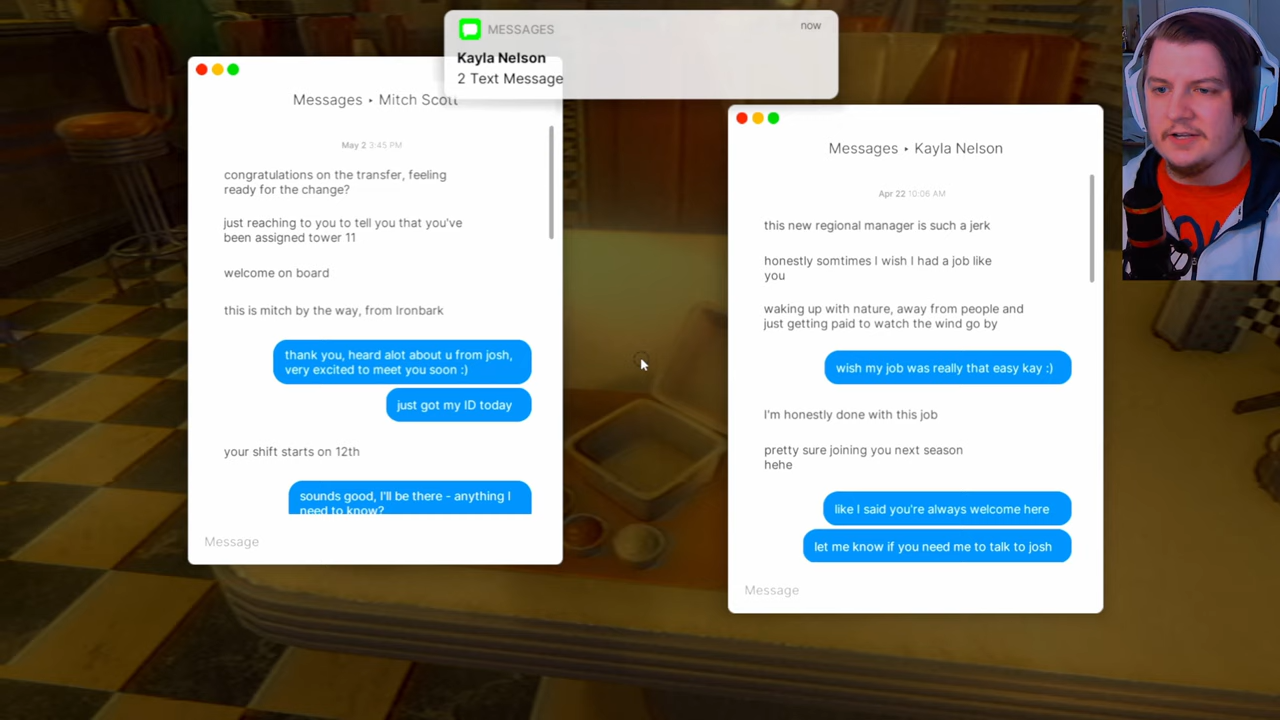 MESSAGES
now
Kayla Nelson
2 Text Message
Messages ‣ Mitch Scott
May 2 3:45 PM
congratulations on the transfer, feeling
ready for the change?
just reaching to you to tell you that you've
been assigned tower 11
welcome on board
this is mitch by the way, from Ironbark
thank you, heard alot about u from josh,
very excited to meet you soon :)
just got my ID today
your shift starts on 12th
sounds good, I'll be there - anything I
need to know?
Message
Messages ‣ Kayla Nelson
Apr 22 10:06 AM
this new regional manager is such a jerk
honestly somtimes I wish I had a job like
you
waking up with nature, away from people and
just getting paid to watch the wind go by
wish my job was really that easy kay :)
I'm honestly done with this job
pretty sure joining you next season
hehe
like I said you're always welcome here
let me know if you need me to talk to josh
Message